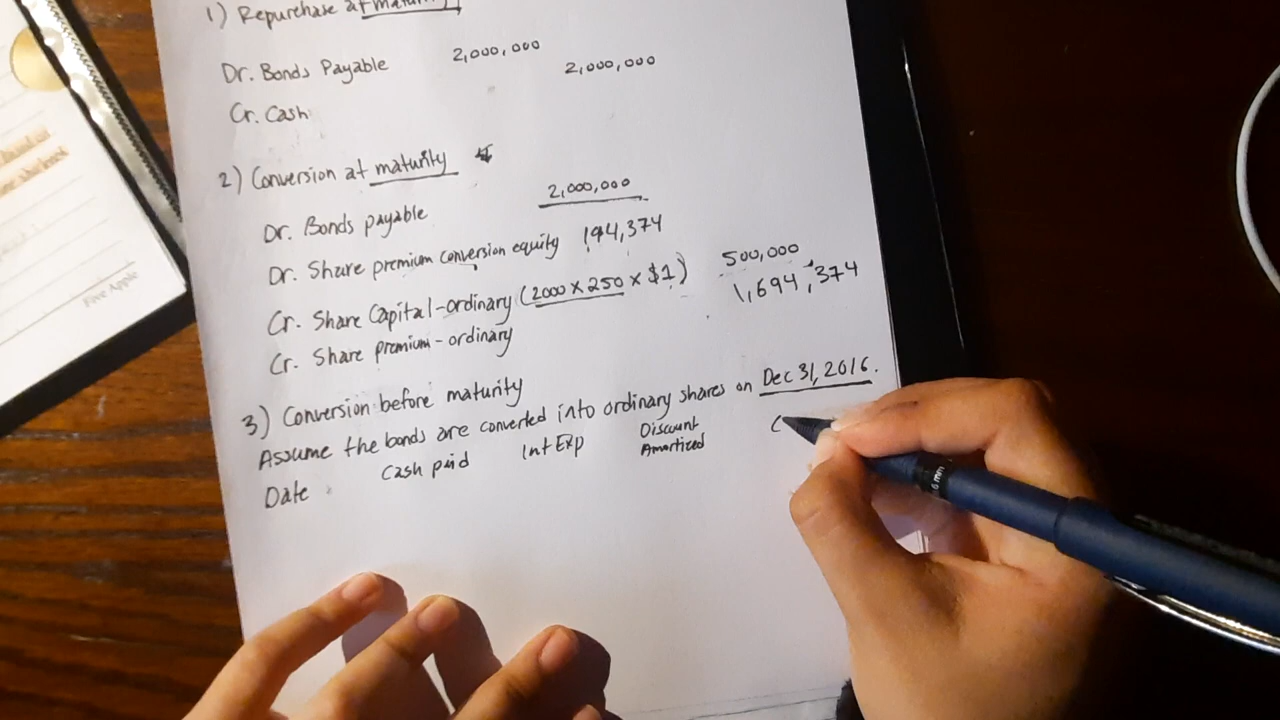 1) Repurchase at maturity
Dr. Bonds Payable 2,000,000
Cr. Cash 2,000,000
2) Conversion at maturity
Dr. Bonds payable 2,000,000
Dr. Share premium conversion equity 194,374
Cr. Share Capital-ordinary (2000 x 250 x $1) 500,000
Cr. Share premium-ordinary 1,694,374
3) Conversion before maturity
Assume the bonds are converted into ordinary shares on Dec 31, 2016.
Date Cash paid Int Exp Discount Amortized C
Five Apple